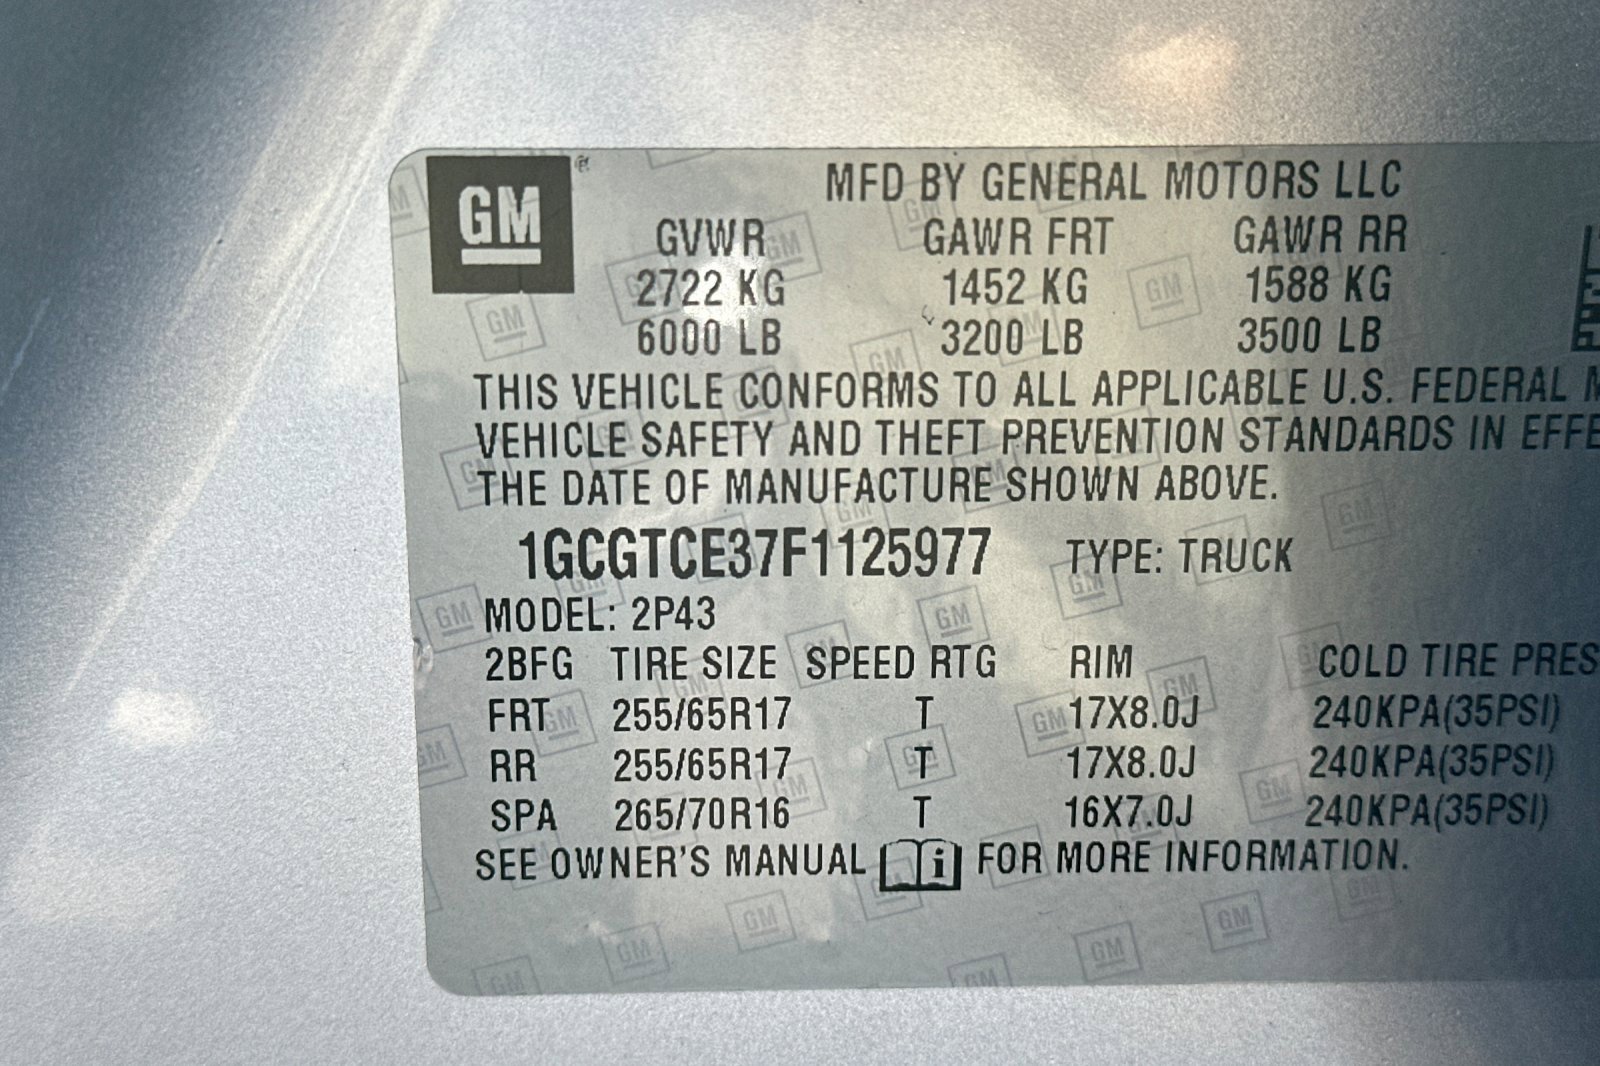 GM
MFD BY GENERAL MOTORS LLC
GVWR GAWR FRT GAWR RR
2722 KG 1452 KG 1588 KG
6000 LB 3200 LB 3500 LB
THIS VEHICLE CONFORMS TO ALL APPLICABLE U.S. FEDERAL
VEHICLE SAFETY AND THEFT PREVENTION STANDARDS IN EFFE
THE DATE OF MANUFACTURE SHOWN ABOVE.
1GCGTCE37F1125977 TYPE: TRUCK
MODEL: 2P43
2BFG TIRE SIZE SPEED RTG RIM COLD TIRE PRES
FRT 255/65R17 T 17X8.0J 240KPA(35PSI)
RR 255/65R17 T 17X8.0J 240KPA(35PSI)
SPA 265/70R16 T 16X7.0J 240KPA(35PSI)
SEE OWNER'S MANUAL i FOR MORE INFORMATION.